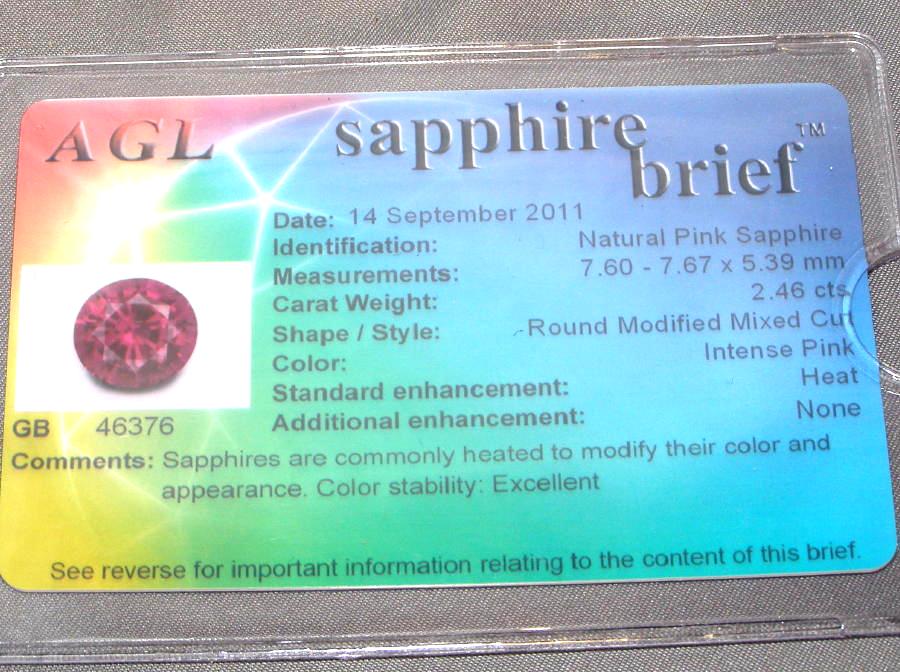 AGL sapphire brief™
Date: 14 September 2011
Identification: Natural Pink Sapphire
Measurements: 7.60 - 7.67 x 5.39 mm
Carat Weight: 2.46 cts
Shape / Style: Round Modified Mixed Cut
Color: Intense Pink
Standard enhancement: Heat
Additional enhancement: None
GB 46376
Comments: Sapphires are commonly heated to modify their color and
appearance. Color stability: Excellent
See reverse for important information relating to the content of this brief.